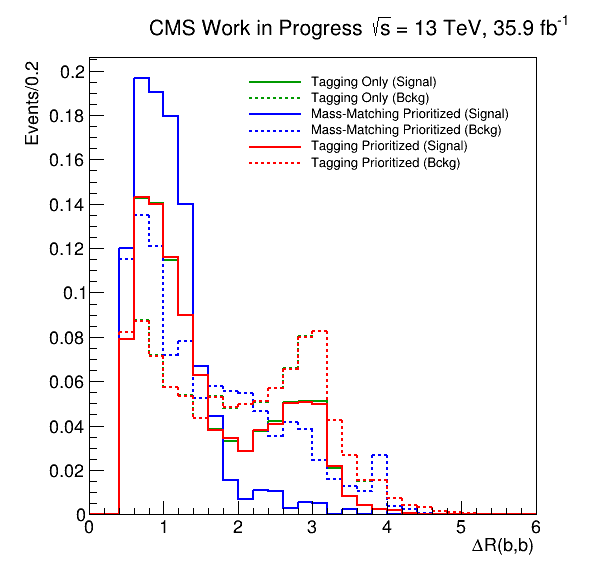 CMS Work in Progress √s = 13 TeV, 35.9 fb⁻¹
Events/0.2
Tagging Only (Signal)
Tagging Only (Bckg)
Mass-Matching Prioritized (Signal)
Mass-Matching Prioritized (Bckg)
Tagging Prioritized (Signal)
Tagging Prioritized (Bckg)
0.2
0.18
0.16
0.14
0.12
0.1
0.08
0.06
0.04
0.02
0
0 1 2 3 4 5 6
ΔR(b,b)